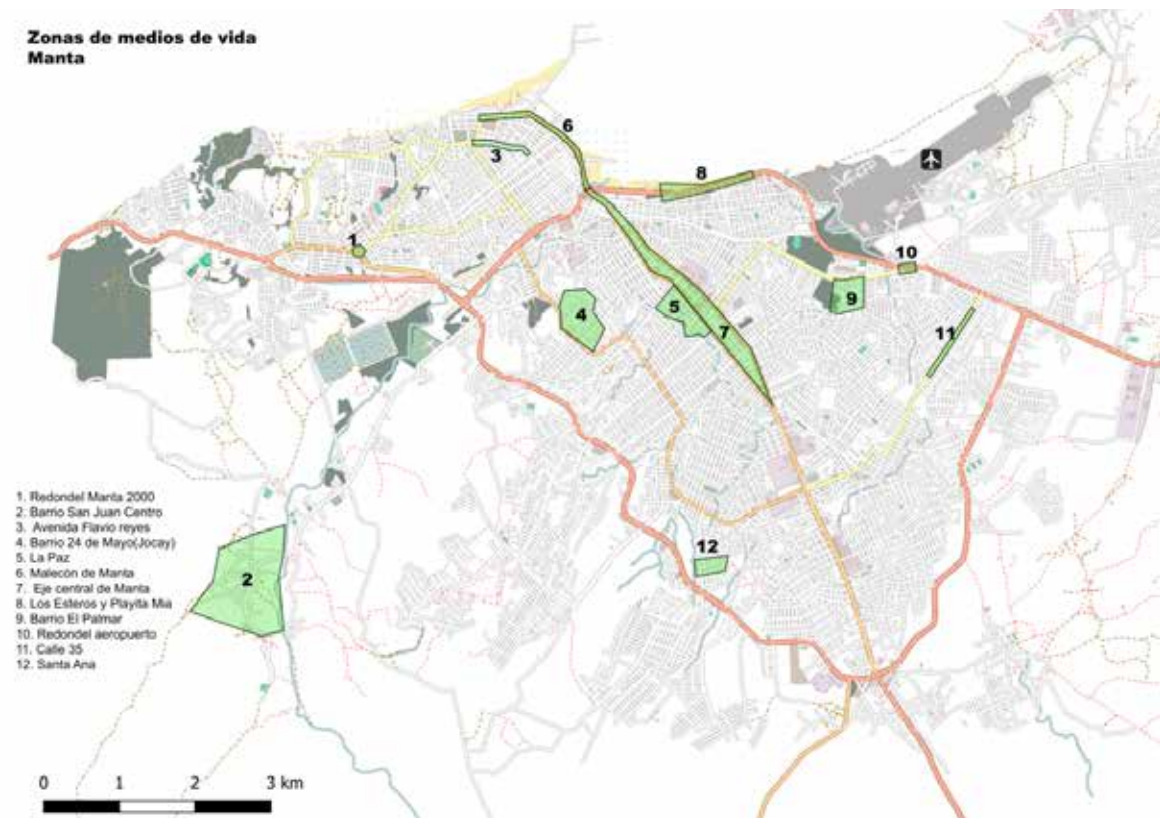 Zonas de medios de vida
Manta
6
3
8
1
10
9
5
4
7
11
12
2
1. Redondel Manta 2000
2: Barrio San Juan Centro
3. Avenida Flavio reyes
4. Barrio 24 de Mayo(Jocay)
5. La Paz
6. Malecón de Manta
7. Eje central de Manta
8. Los Esteros y Playita Mia
9. Barrio El Palmar
10. Redondel aeropuerto
11. Calle 35
12. Santa Ana
0 1 2 3 km